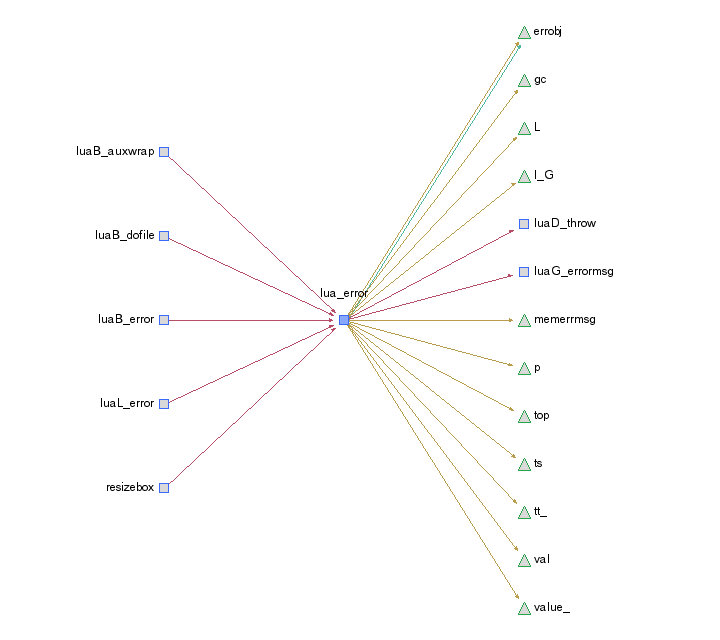 errobj
gc
luaB_auxwrap
L
l_G
luaB_dofile
luaD_throw
luaG_errormsg
lua_error
luaB_error
memerrmsg
p
luaL_error
top
ts
resizebox
tt_
val
value_